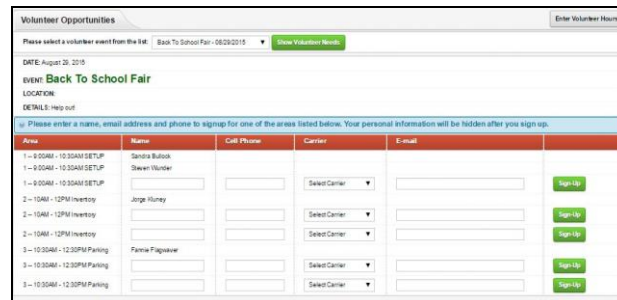 Volunteer Opportunities Enter Volunteer Hours
Please select a volunteer event from the list: Back To School Fair - 08/29/2015 Show Volunteer Needs
DATE: August 29, 2015
EVENT: Back To School Fair
LOCATION:
DETAILS: Help out!
Please enter a name, email address and phone to signup for one of the areas listed below. Your personal information will be hidden after you sign up.
Area Name Cell Phone Carrier E-mail
1 -- 9:00AM - 10:30AM SETUP Sandra Bullock
1 -- 9:00AM - 10:30AM SETUP Steven Wunder
1 -- 9:00AM - 10:30AM SETUP Select Carrier Sign-Up
2 -- 10AM - 12PM Inventory Jorge Kluney
2 -- 10AM - 12PM Inventory Select Carrier Sign-Up
2 -- 10AM - 12PM Inventory Select Carrier Sign-Up
3 -- 10:30AM - 12:30PM Parking Fannie Flagwaver
3 -- 10:30AM - 12:30PM Parking Select Carrier Sign-Up
3 -- 10:30AM - 12:30PM Parking Select Carrier Sign-Up